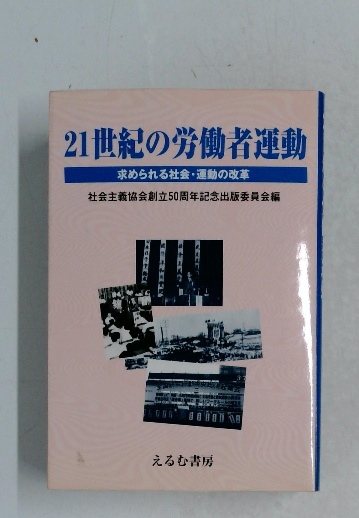 21世紀の労働者運動
求められる社会・運動の改革
社会主義協会創立50周年記念出版委員会編
えるむ書房